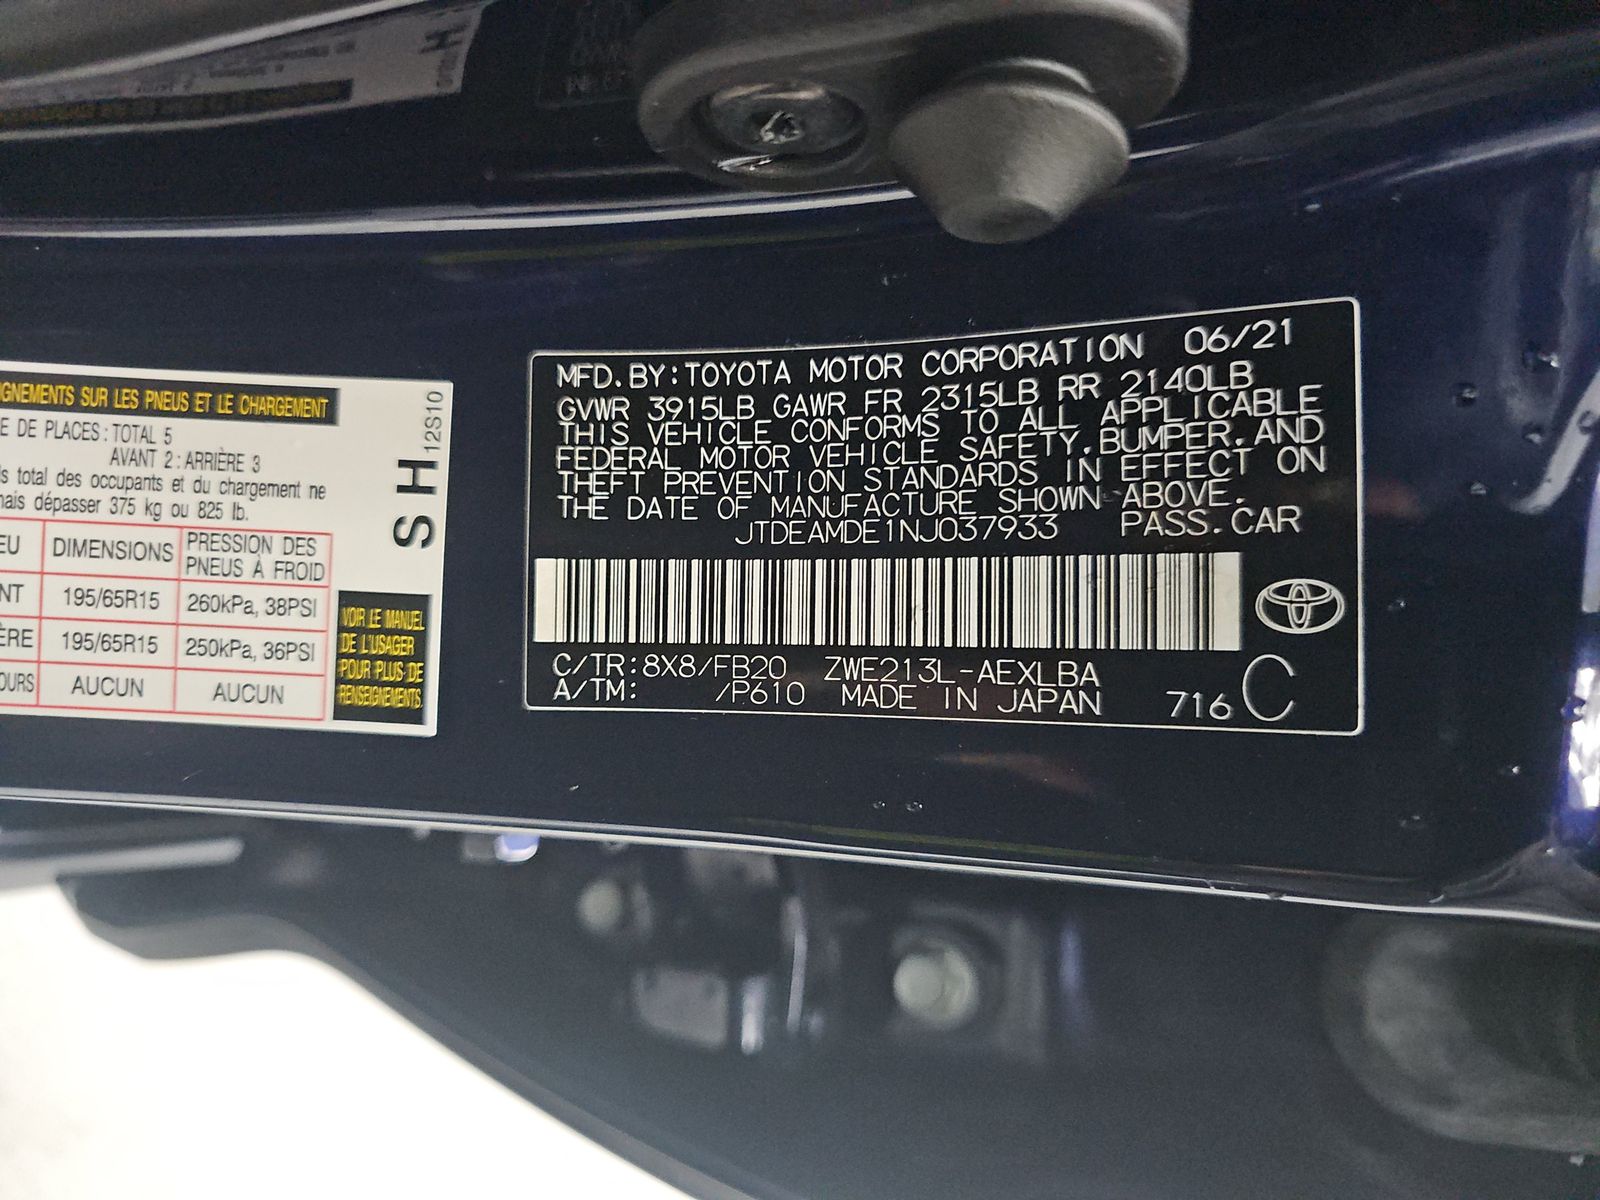 IGNEMENTS SUR LES PNEUS ET LE CHARGEMENT
E DE PLACES : TOTAL 5
AVANT 2 : ARRIÈRE 3
s total des occupants et du chargement ne
mais dépasser 375 kg ou 825 lb.
EU DIMENSIONS PRESSION DES PNEUS À FROID
NT 195/65R15 260kPa, 38PSI
ÈRE 195/65R15 250kPa, 36PSI
OURS AUCUN AUCUN
VOIR LE MANUEL
DE L'USAGER
POUR PLUS DE
RENSEIGNEMENTS.
SH
12S10
MFD. BY: TOYOTA MOTOR CORPORATION 06/21
GVWR 3915LB GAWR FR 2315LB RR 2140LB
THIS VEHICLE CONFORMS TO ALL APPLICABLE
FEDERAL MOTOR VEHICLE SAFETY, BUMPER, AND
THEFT PREVENTION STANDARDS IN EFFECT ON
THE DATE OF MANUFACTURE SHOWN ABOVE.
JTDEAMDE1NJ037933 PASS. CAR
C/TR: 8X8/FB20 ZWE213L-AEXLBA
A/TM: /P610 MADE IN JAPAN 716 C